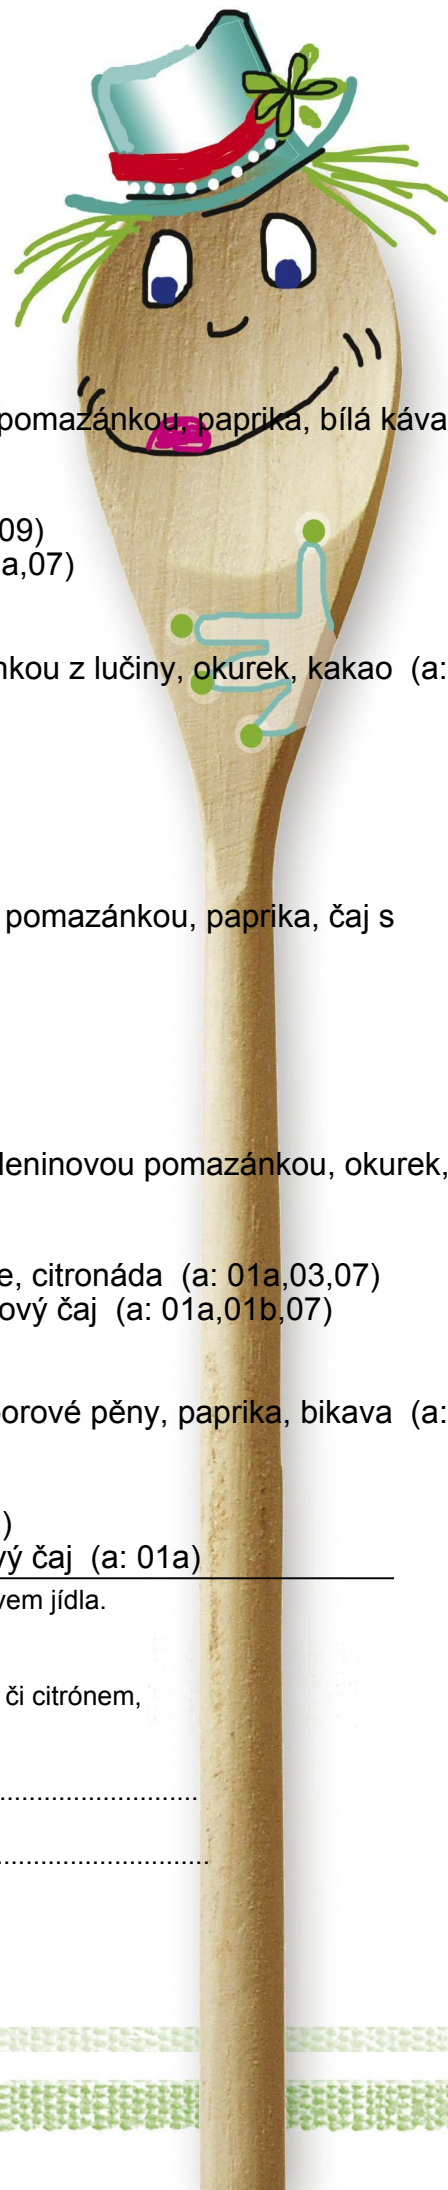 pomazánkou, paprika, bílá káva
09)
a,07)
nkou z lučiny, okurek, kakao (a:
pomazánkou, paprika, čaj s
leninovou pomazánkou, okurek,
e, citronáda (a: 01a,03,07)
ový čaj (a: 01a,01b,07)
orové pěny, paprika, bikava (a:
)
vý čaj (a: 01a)
vem jídla.
či citrónem,